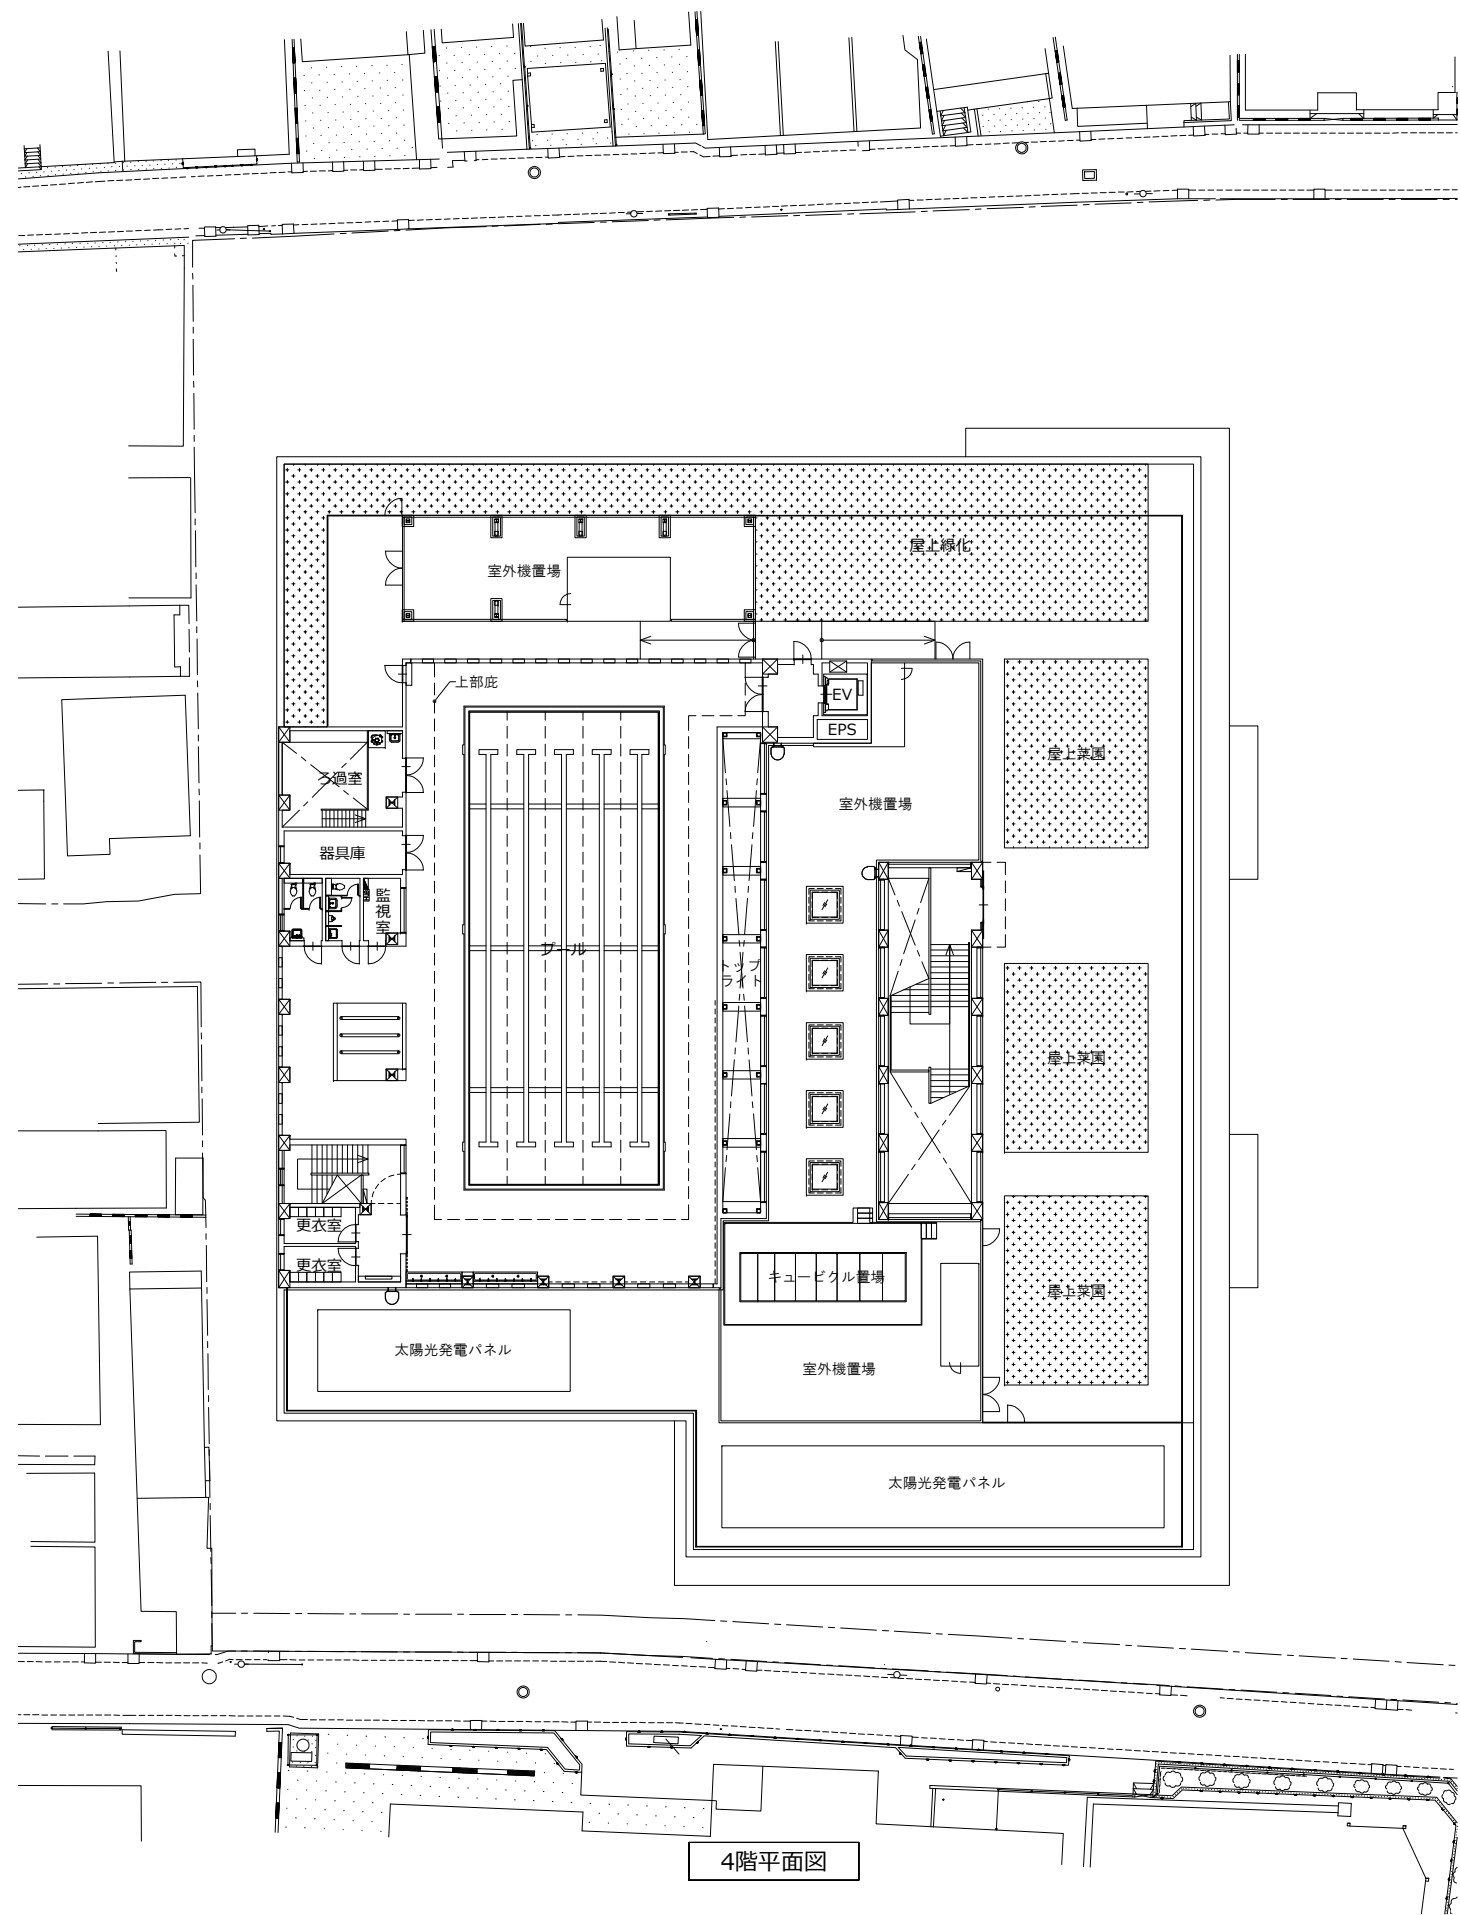 屋上緑化
室外機置場
上部庇
EV
EPS
屋上菜園
ろ過室
室外機置場
器具庫
監視室
プール
トップ
ライト
屋上菜園
更衣室
更衣室
キュービクル置場
屋上菜園
太陽光発電パネル
室外機置場
太陽光発電パネル
4階平面図